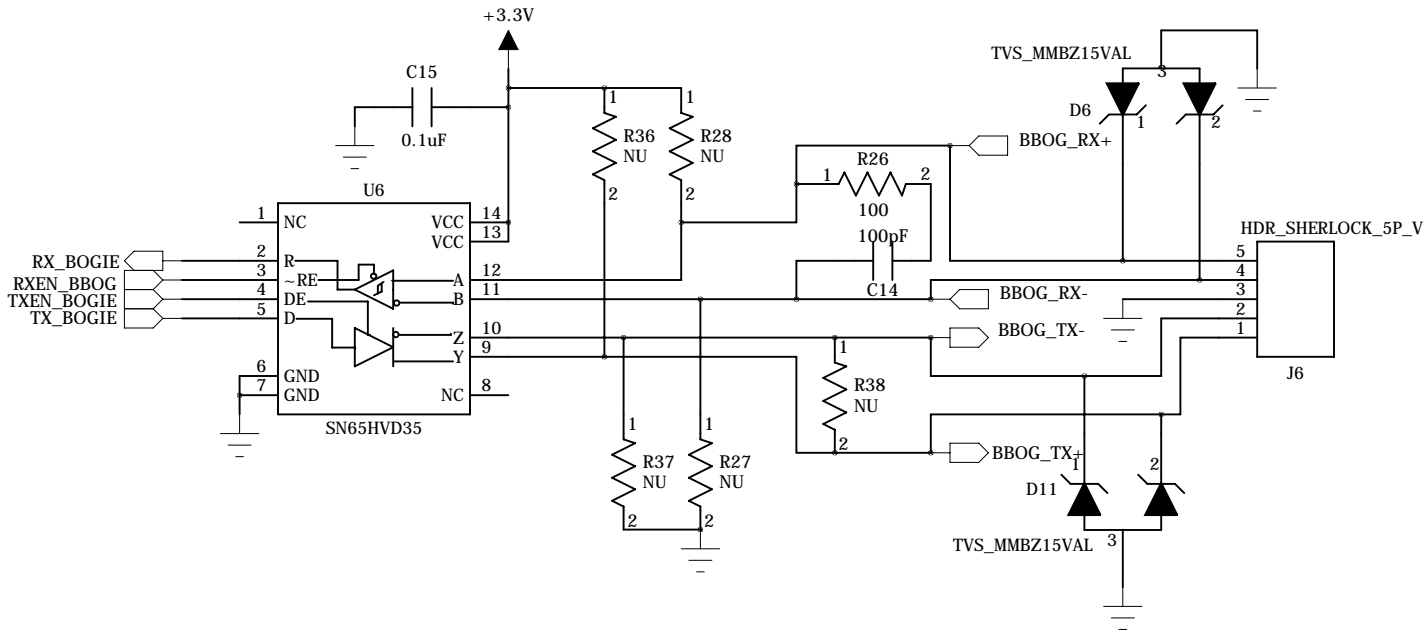 +3.3V
TVS_MMBZ15VAL
3
C15
D6
1
2
0.1uF
1
R36
NU
2
1
R28
NU
2
BBOG_RX+
R26
1
2
100
100pF
C14
U6
HDR_SHERLOCK_5P_V
1
NC
VCC
14
VCC
13
RX_BOGIE
2
R
RXEN_BBOG
3
~RE
A
12
TXEN_BOGIE
4
DE
B
11
TX_BOGIE
5
D
Z
10
Y
9
6
GND
7
GND
NC
8
SN65HVD35
BBOG_RX-
BBOG_TX-
5
4
3
2
1
J6
1
R38
NU
2
1
R37
NU
2
1
R27
NU
2
BBOG_TX+
1
2
D11
3
TVS_MMBZ15VAL